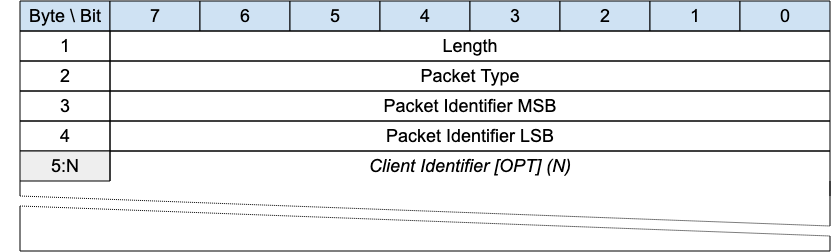 Byte \ Bit 7 6 5 4 3 2 1 0
1 Length
2 Packet Type
3 Packet Identifier MSB
4 Packet Identifier LSB
5:N Client Identifier [OPT] (N)